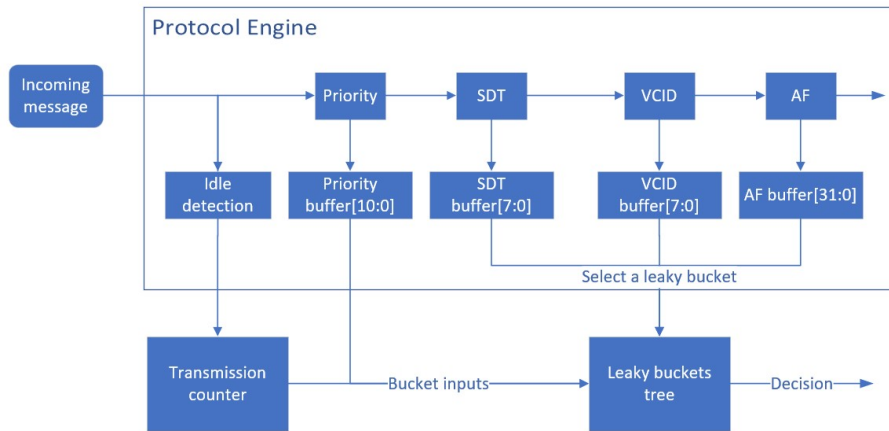 Protocol Engine
Incoming
message
Priority
SDT
VCID
AF
Idle
detection
Priority
buffer[10:0]
SDT
buffer[7:0]
VCID
buffer[7:0]
AF buffer[31:0]
Select a leaky bucket
Transmission
counter
Bucket inputs
Leaky buckets
tree
Decision